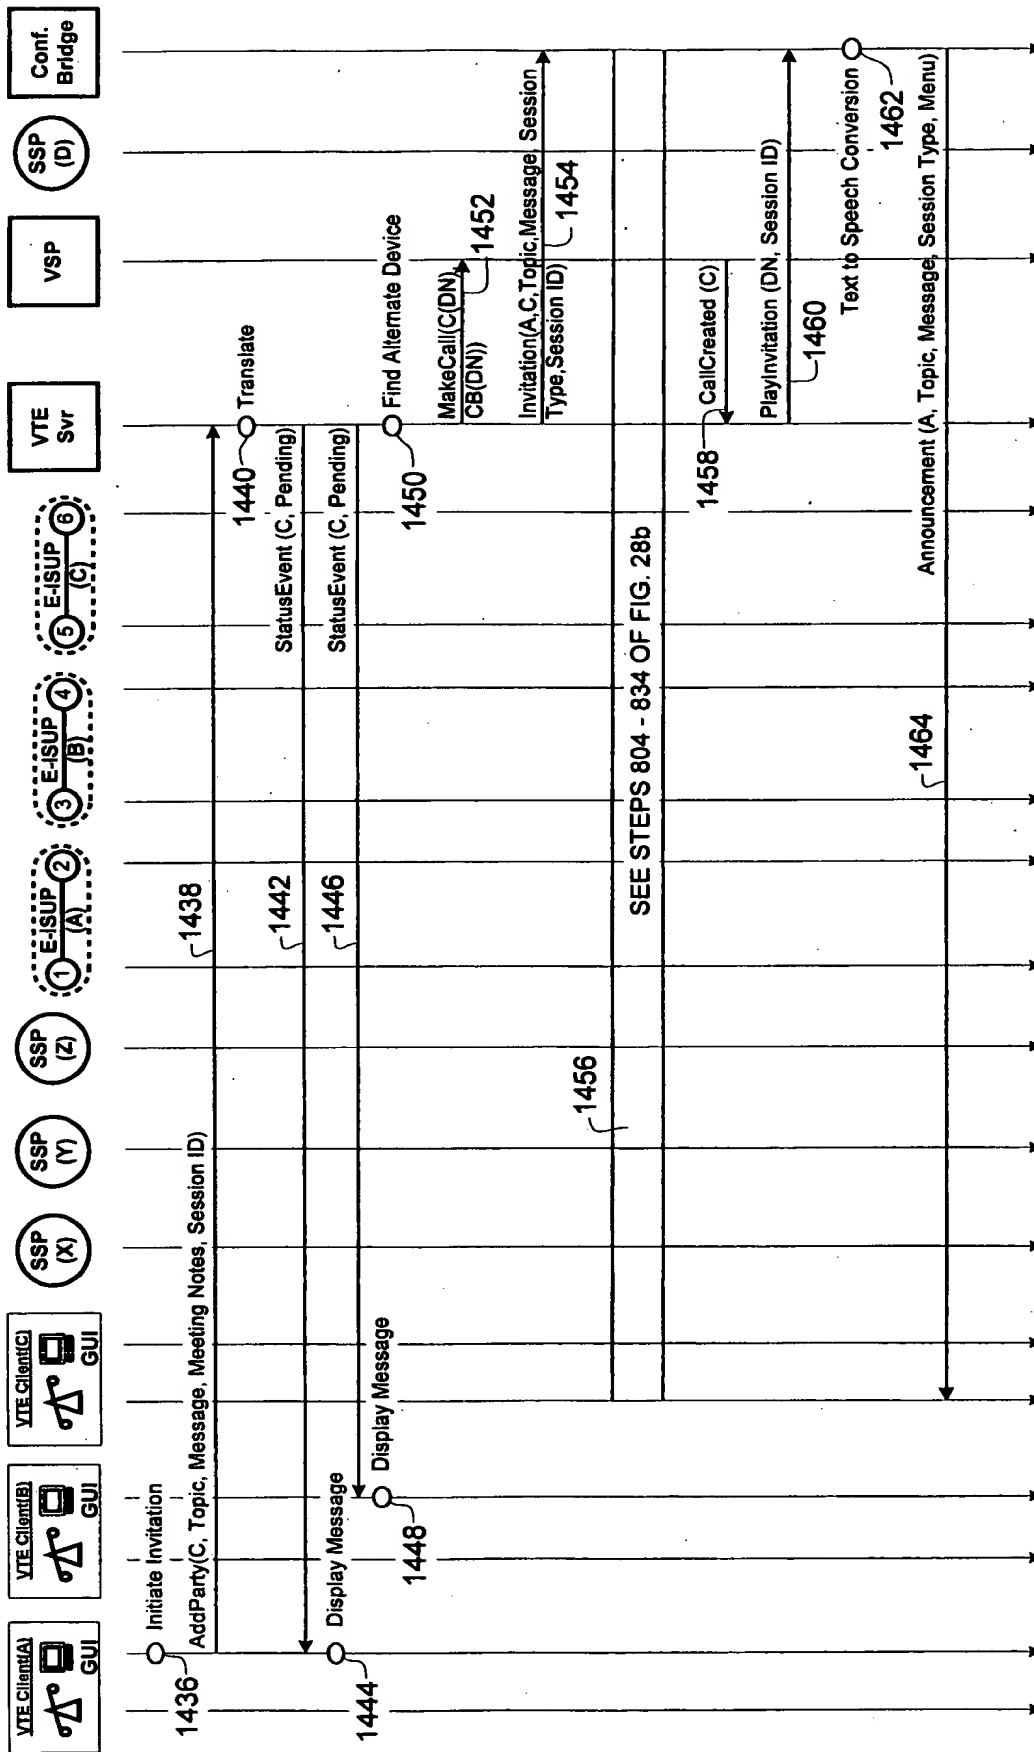 VTE Client(A)
GUI
VTE Client(B)
GUI
VTE Client(C)
GUI
SSP
(X)
SSP
(Y)
SSP
(Z)
1
E-ISUP
(A)
2
3
E-ISUP
(B)
4
5
E-ISUP
(C)
6
VTE
Svr
VSP
SSP
(D)
Conf.
Bridge
Initiate Invitation
1436
AddParty(C, Topic, Message, Meeting Notes, Session ID)
1438
Translate
1440
StatusEvent (C, Pending)
1442
Display Message
1444
StatusEvent (C, Pending)
1446
Display Message
1448
Find Alternate Device
1450
MakeCall(C(DN)
CB(DN))
1452
Invitation(A,C,Topic,Message, Session
Type,Session ID)
1454
SEE STEPS 804 - 834 OF FIG. 28b
1456
CallCreated (C)
1458
PlayInvitation (DN, Session ID)
1460
Text to Speech Conversion
1462
Announcement (A, Topic, Message, Session Type, Menu)
1464